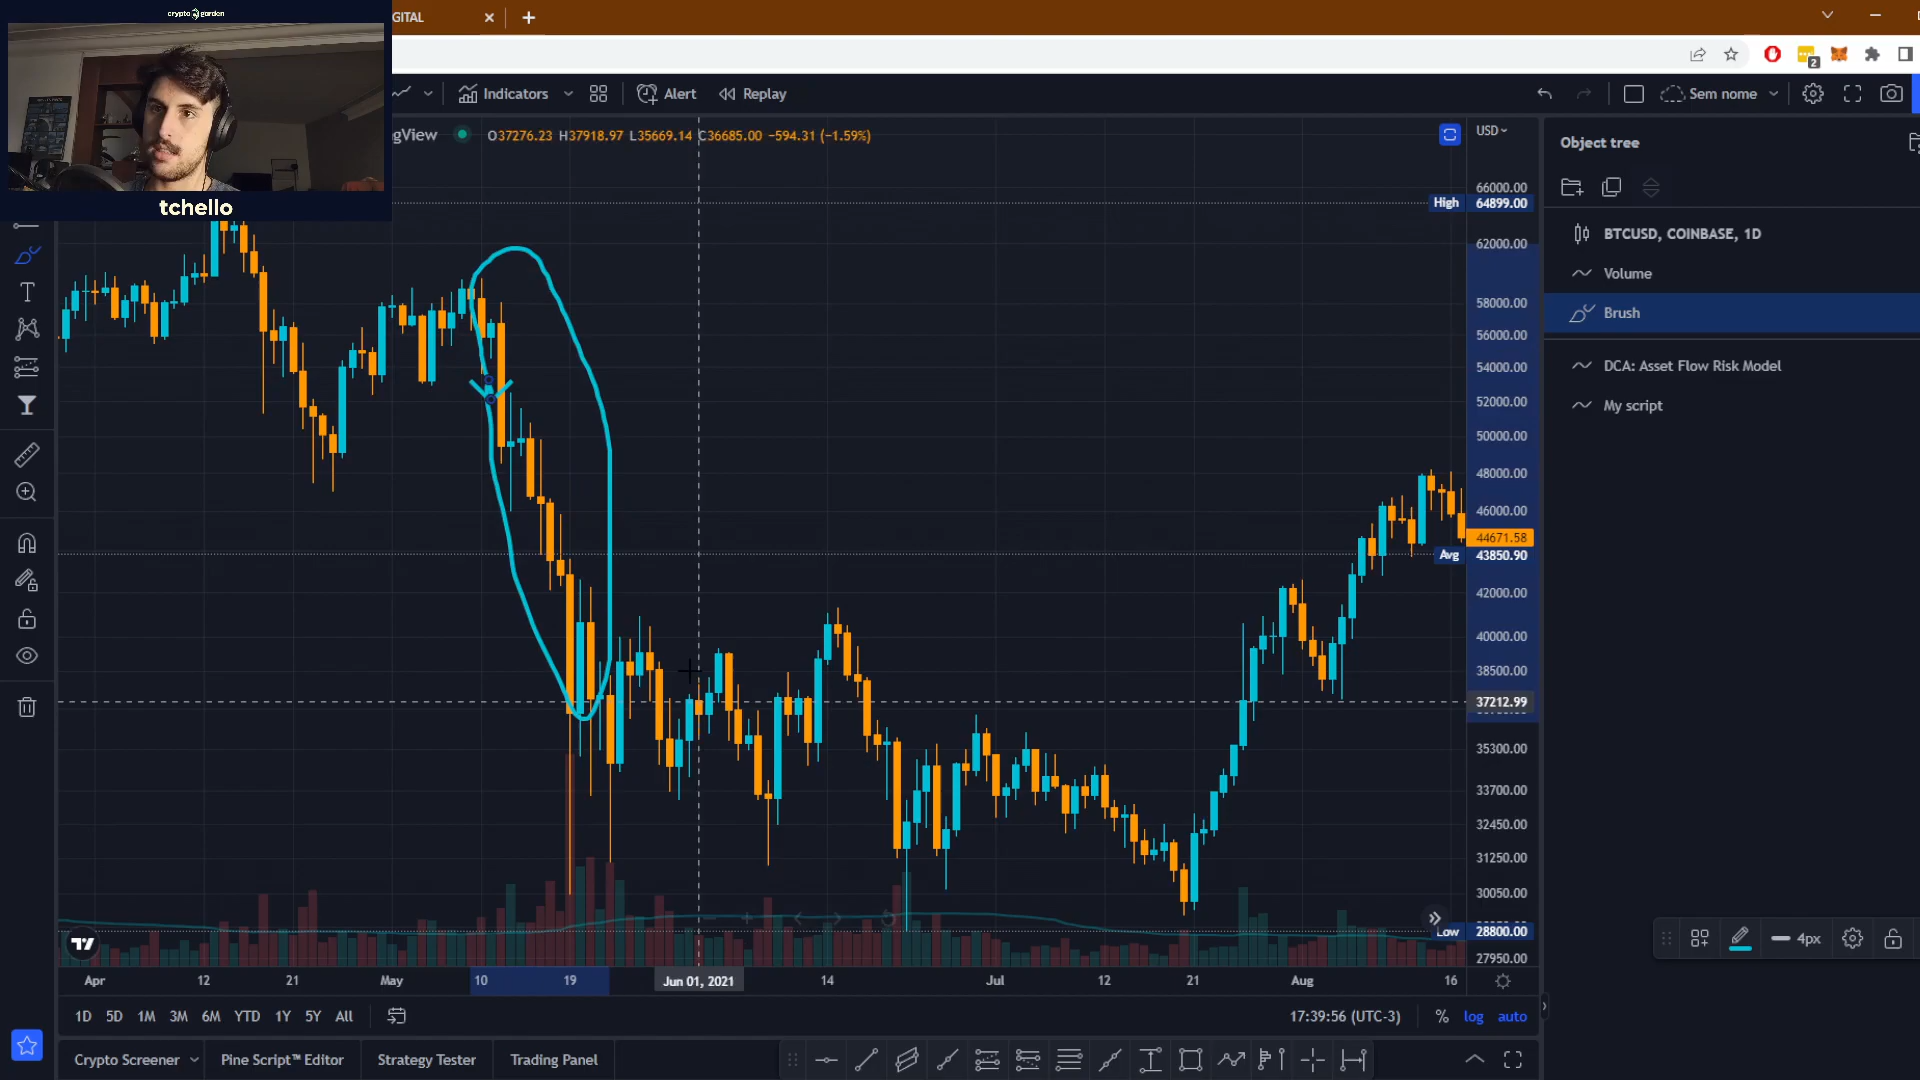 crypto garden
tchello
GITAL
2
Indicators
Alert
Replay
Sem nome
ngView
O37276.23 H37918.97 L35669.14 C36685.00 −594.31 (−1.59%)
USD
66000.00
High 64899.00
62000.00
58000.00
56000.00
54000.00
52000.00
50000.00
48000.00
46000.00
44671.58
Avg 43850.90
42000.00
40000.00
38500.00
37212.99
35300.00
33700.00
32450.00
31250.00
30050.00
Low 28800.00
27950.00
Object tree
BTCUSD, COINBASE, 1D
Volume
Brush
DCA: Asset Flow Risk Model
My script
4px
Apr 12 21 May 10 19 Jun 01, 2021 14 Jul 12 21 Aug 16
1D 5D 1M 3M 6M YTD 1Y 5Y All
17:39:56 (UTC-3) % log auto
Crypto Screener Pine Script™ Editor Strategy Tester Trading Panel